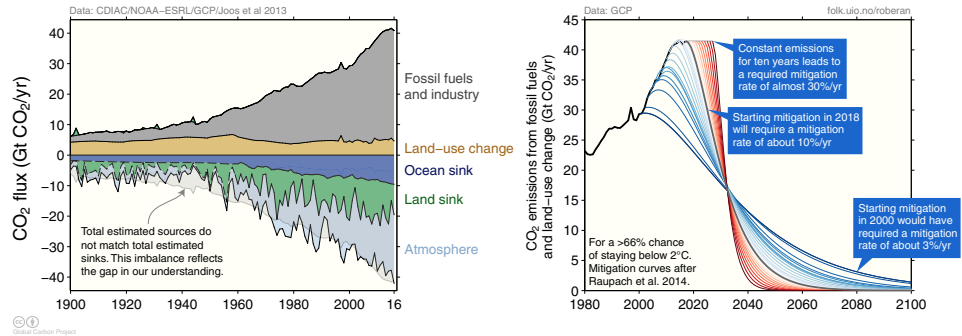 Data: CDIAC/NOAA-ESRL/GCP/Joos et al 2013
CO2 flux (Gt CO2/yr)
40
30
20
10
0
−10
−20
−30
−40
1900
1920
1940
1960
1980
2000
16
Fossil fuels
and industry
Land−use change
Ocean sink
Land sink
Atmosphere
Total estimated sources do
not match total estimated
sinks. This imbalance reflects
the gap in our understanding.
Global Carbon Project
Data: GCP
folk.uio.no/roberan
CO2 emissions from fossil fuels
and land−use change (Gt CO2/yr)
45
40
35
30
25
20
15
10
5
0
1980
2000
2020
2040
2060
2080
2100
Constant emissions
for ten years leads to
a required mitigation
rate of almost 30%/yr
Starting mitigation in 2018
will require a mitigation
rate of about 10%/yr
Starting mitigation
in 2000 would have
required a mitigation
rate of about 3%/yr
For a >66% chance
of staying below 2°C.
Mitigation curves after
Raupach et al. 2014.